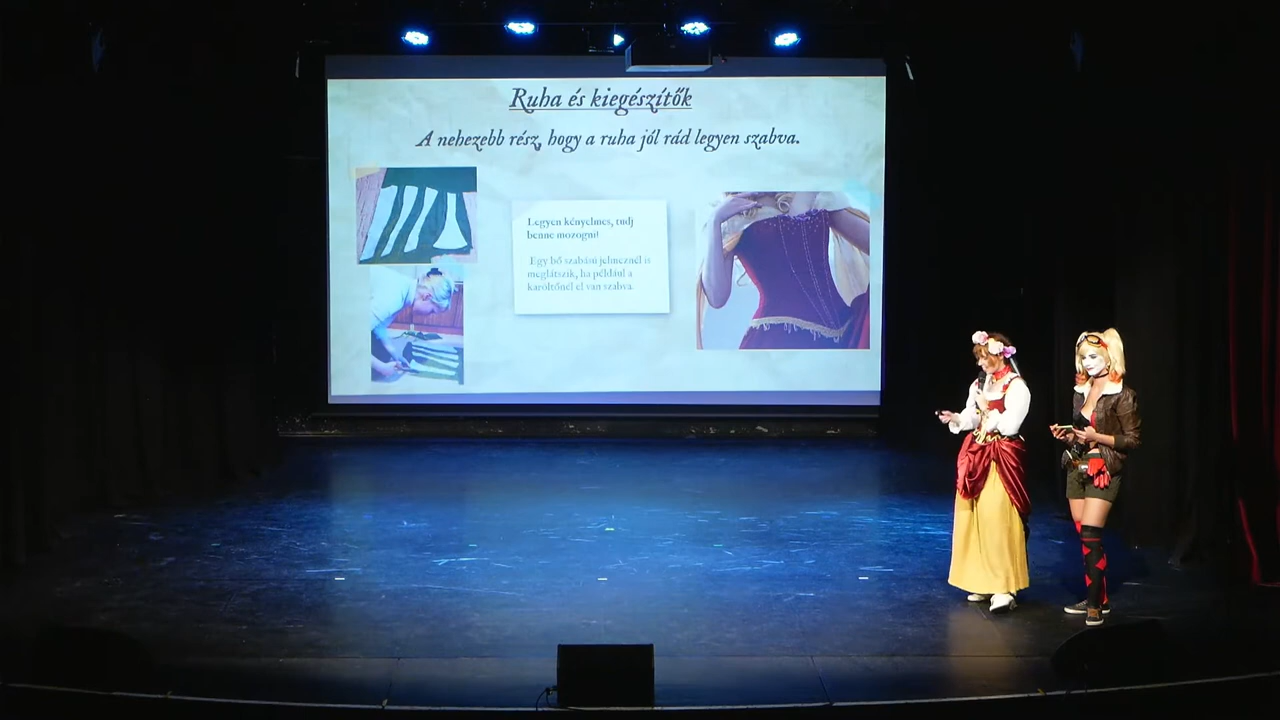 Ruha és kiegészítők
A nehezebb rész, hogy a ruha jól rád legyen szabva.
Legyen kényelmes, tudj
benne mozogni!
Egy bő szabású jelmeznél is
meglátszik, ha például a
karöltőnél el van szabva.